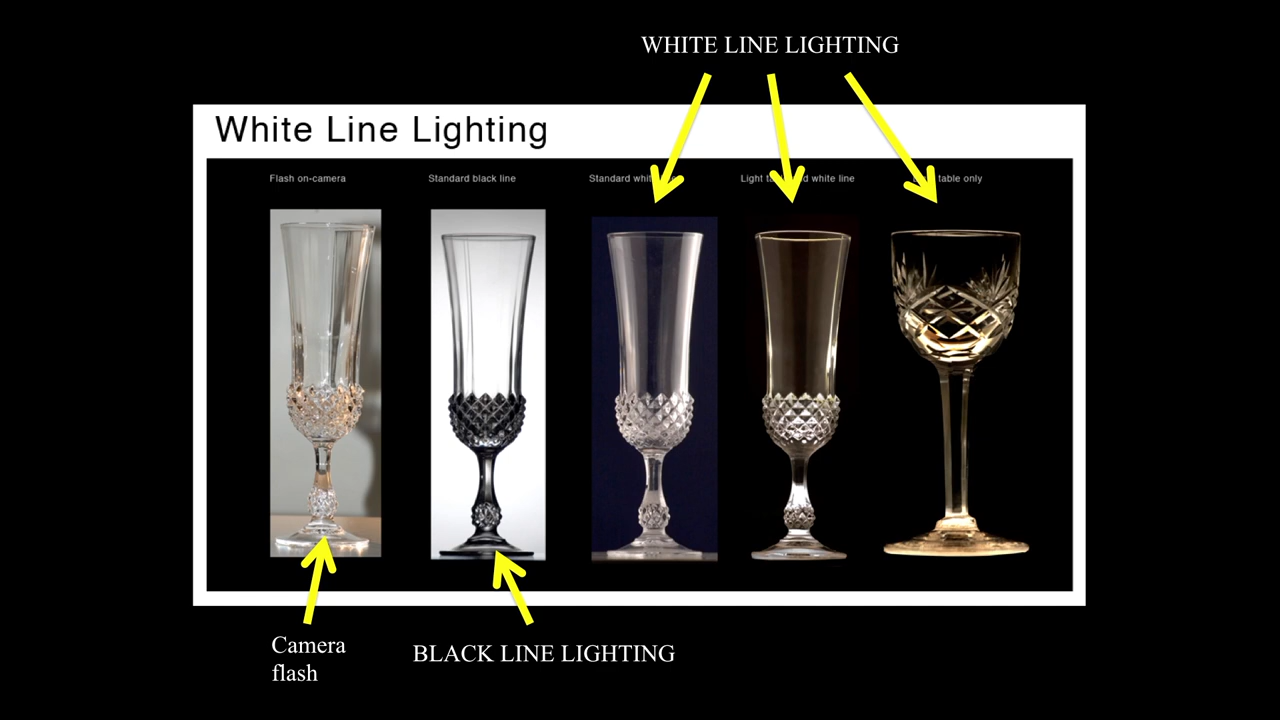 WHITE LINE LIGHTING
White Line Lighting
Flash on-camera
Standard black line
Standard
Light white line
table only
Camera
flash
BLACK LINE LIGHTING